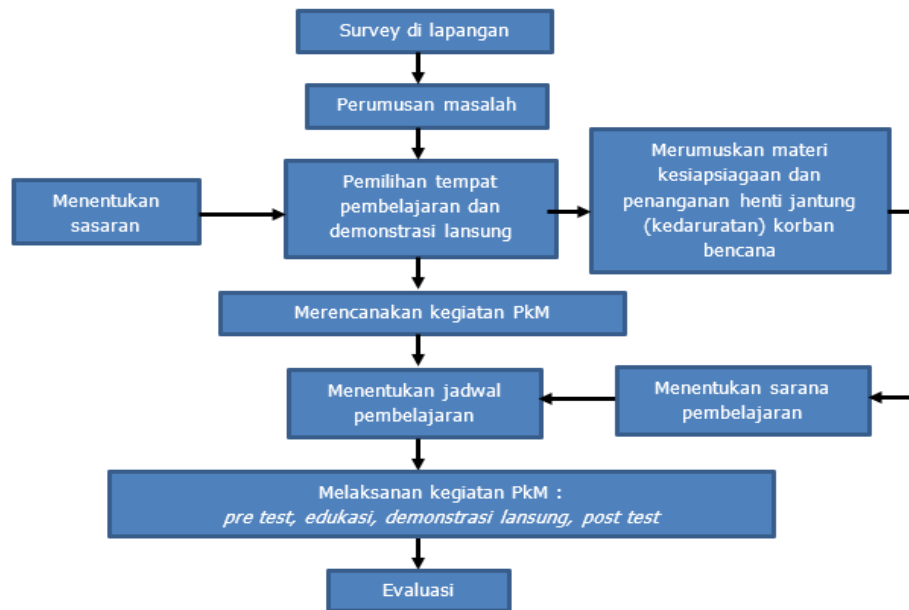 Survey di lapangan
Perumusan masalah
Menentukan
sasaran
Pemilihan tempat
pembelajaran dan
demonstrasi lansung
Merumuskan materi
kesiapsiagaan dan
penanganan henti jantung
(kedaruratan) korban
bencana
Merencanakan kegiatan PkM
Menentukan jadwal
pembelajaran
Menentukan sarana
pembelajaran
Melaksanan kegiatan PkM :
pre test, edukasi, demonstrasi lansung, post test
Evaluasi